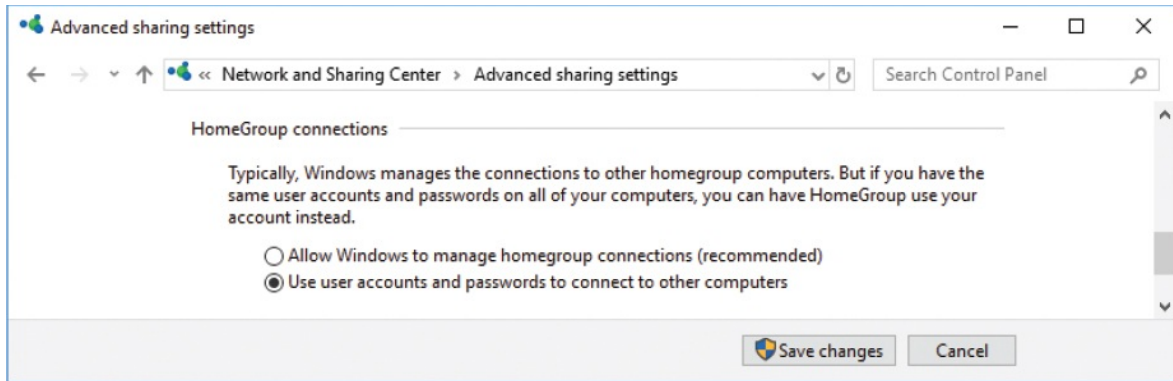 Advanced sharing settings
« Network and Sharing Center › Advanced sharing settings
Search Control Panel
HomeGroup connections
Typically, Windows manages the connections to other homegroup computers. But if you have the
same user accounts and passwords on all of your computers, you can have HomeGroup use your
account instead.
Allow Windows to manage homegroup connections (recommended)
Use user accounts and passwords to connect to other computers
Save changes
Cancel